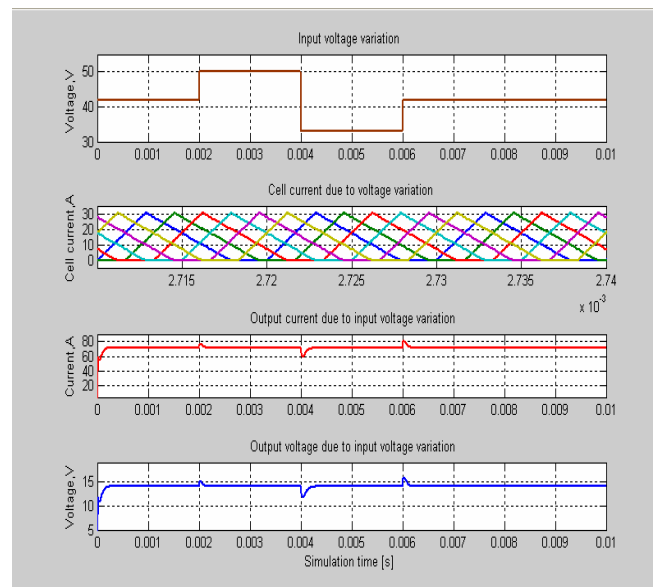 Input voltage variation
Voltage,V
50
40
30
0 0.001 0.002 0.003 0.004 0.005 0.006 0.007 0.008 0.009 0.01
Cell current due to voltage variation
Cell current,A
30
20
10
0
2.715 2.72 2.725 2.73 2.735 2.74
x 10-3
Output current due to input voltage variation
Current,A
80
60
40
20
0 0.001 0.002 0.003 0.004 0.005 0.006 0.007 0.008 0.009 0.01
Output voltage due to input voltage variation
Voltage,V
15
10
5
0 0.001 0.002 0.003 0.004 0.005 0.006 0.007 0.008 0.009 0.01
Simulation time [s]